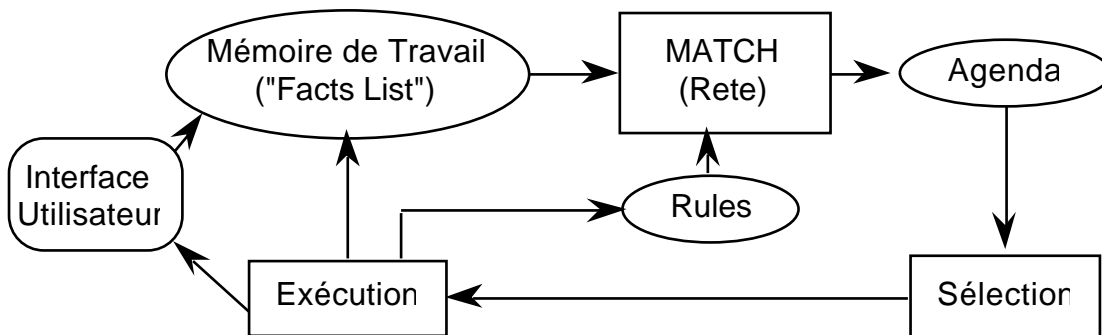 Mémoire de Travail
("Facts List")
MATCH
(Rete)
Agenda
Interface
Utilisateur
Rules
Exécution
Sélection